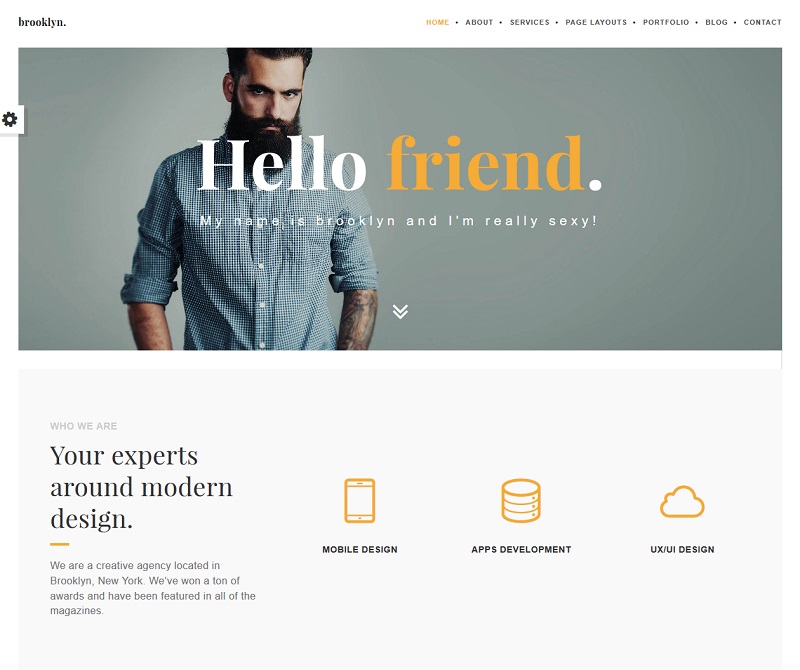 brooklyn.
HOME • ABOUT • SERVICES • PAGE LAYOUTS • PORTFOLIO • BLOG • CONTACT
Hello friend.
My name is brooklyn and I'm really sexy!
WHO WE ARE
Your experts
around modern
design.
We are a creative agency located in
Brooklyn, New York. We've won a ton of
awards and have been featured in all of the
magazines.
MOBILE DESIGN
APPS DEVELOPMENT
UX/UI DESIGN